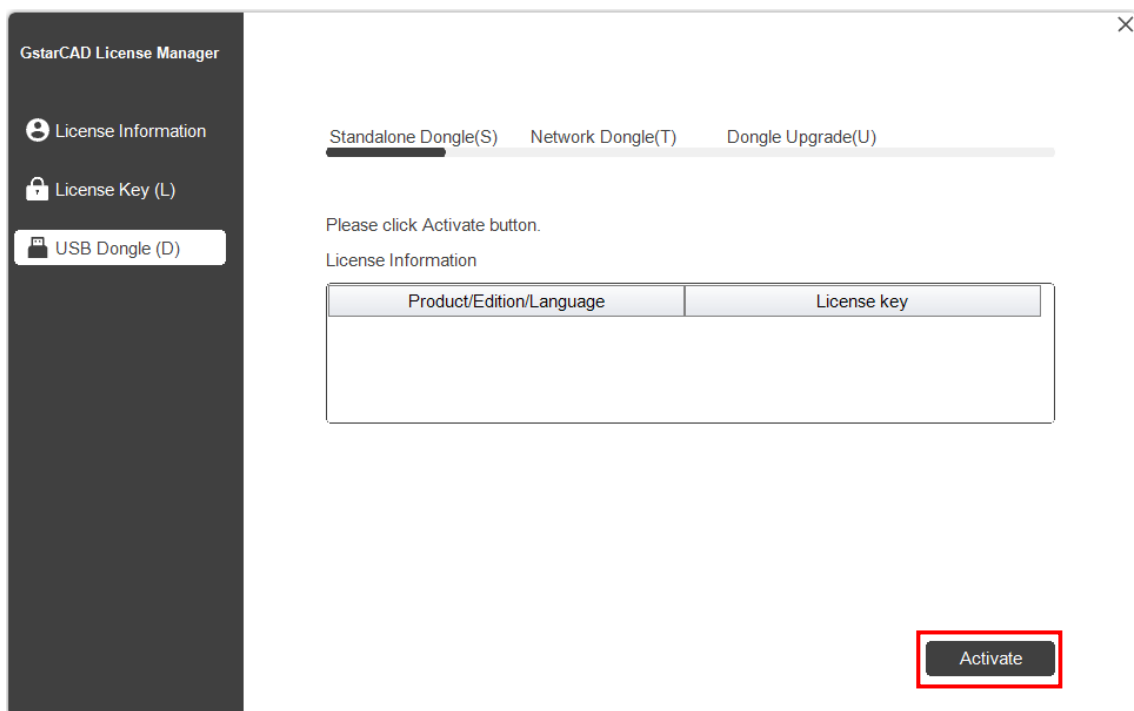 GstarCAD License Manager
License Information
License Key (L)
USB Dongle (D)
Standalone Dongle(S) Network Dongle(T) Dongle Upgrade(U)
Please click Activate button.
License Information
Product/Edition/Language License key
Activate